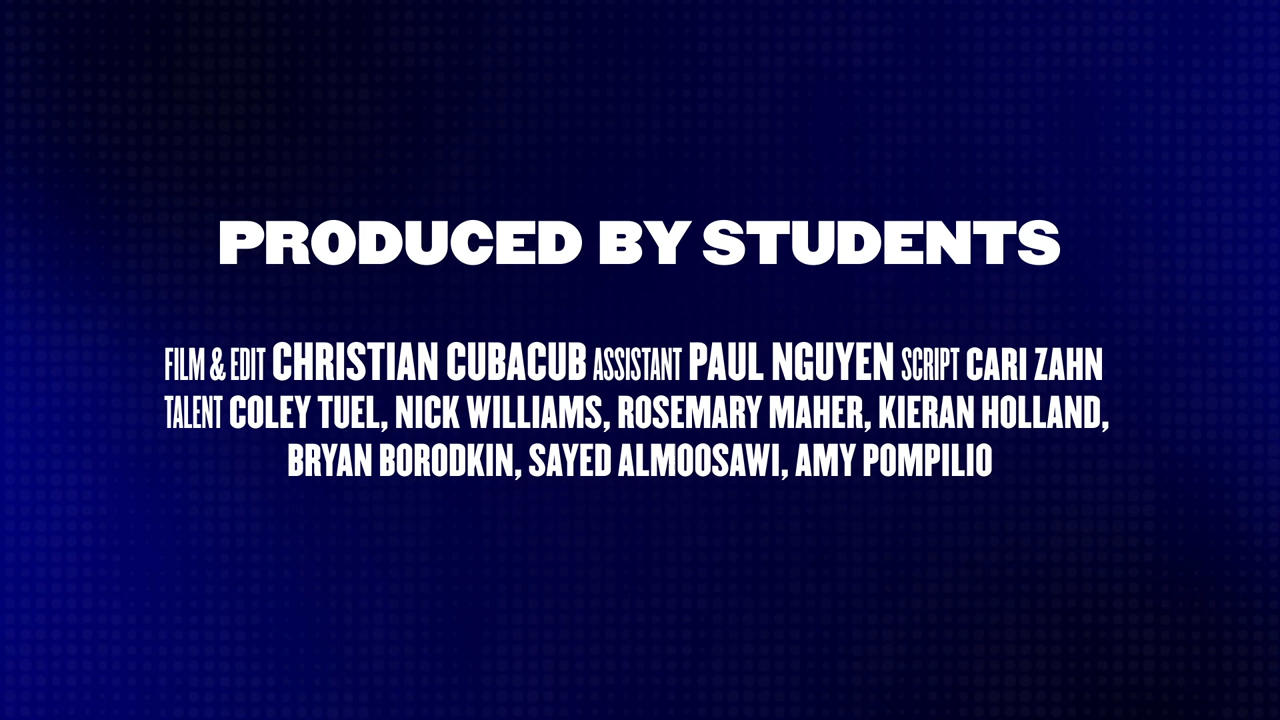 PRODUCED BY STUDENTS
FILM & EDIT CHRISTIAN CUBACUB ASSISTANT PAUL NGUYEN SCRIPT CARI ZAHN
TALENT COLEY TUEL, NICK WILLIAMS, ROSEMARY MAHER, KIERAN HOLLAND,
BRYAN BORODKIN, SAYED ALMOOSAWI, AMY POMPILIO